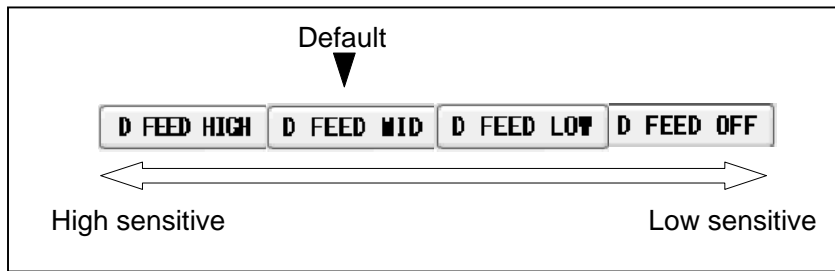 Default
D FEED HIGH D FEED MID D FEED LOW D FEED OFF
High sensitive Low sensitive